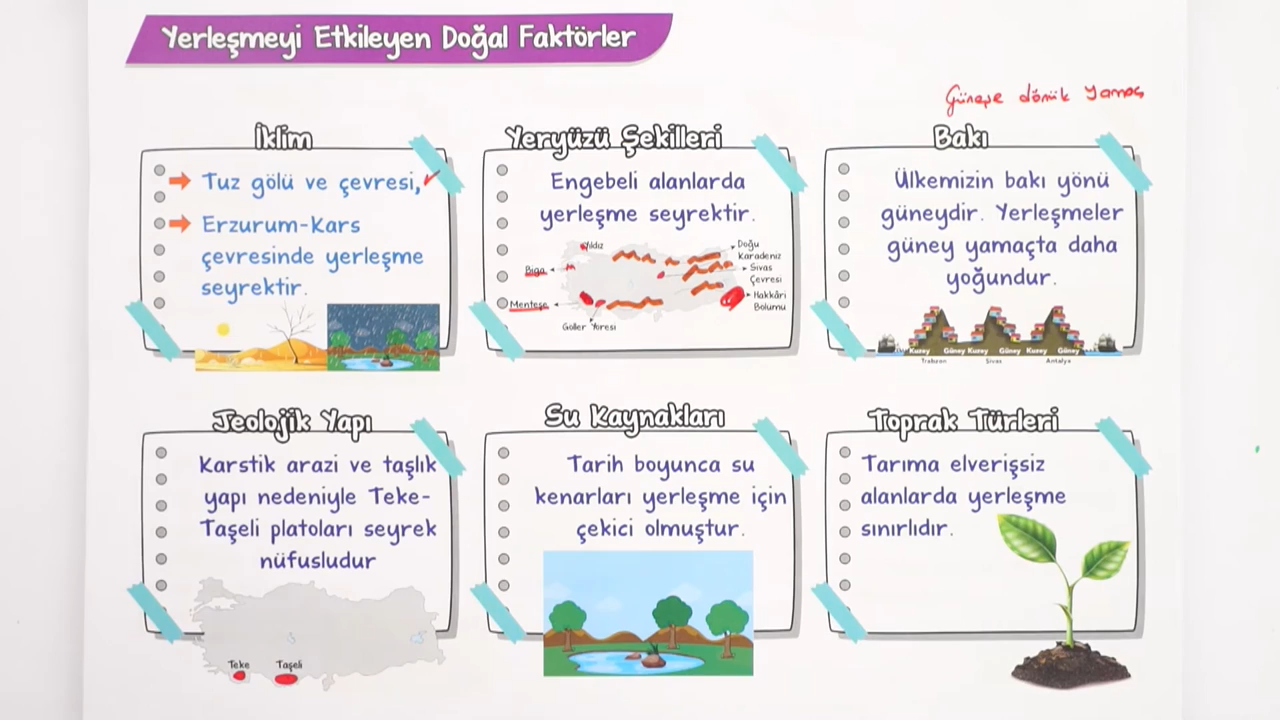 Yerleşmeyi Etkileyen Doğal Faktörler
Güneşe dönük yamaç
İklim
Tuz gölü ve çevresi,
Erzurum-Kars
çevresinde yerleşme
seyrektir.
Yeryüzü Şekilleri
Engebeli alanlarda
yerleşme seyrektir.
Yıldız
Biga
Menteşe
Göller Yöresi
Doğu
Karadeniz
Sivas
Çevresi
Hakkâri
Bölümü
Bakı
Ülkemizin bakı yönü
güneydir. Yerleşmeler
güney yamaçta daha
yoğundur.
Kuzey Güney Kuzey Güney Kuzey Güney
Trabzon Sivas Antalya
Jeolojik Yapı
Karstik arazi ve taşlık
yapı nedeniyle Teke-
Taşeli platoları seyrek
nüfusludur
Teke Taşeli
Su Kaynakları
Tarih boyunca su
kenarları yerleşme için
çekici olmuştur.
Toprak Türleri
Tarıma elverişsiz
alanlarda yerleşme
sınırlıdır.